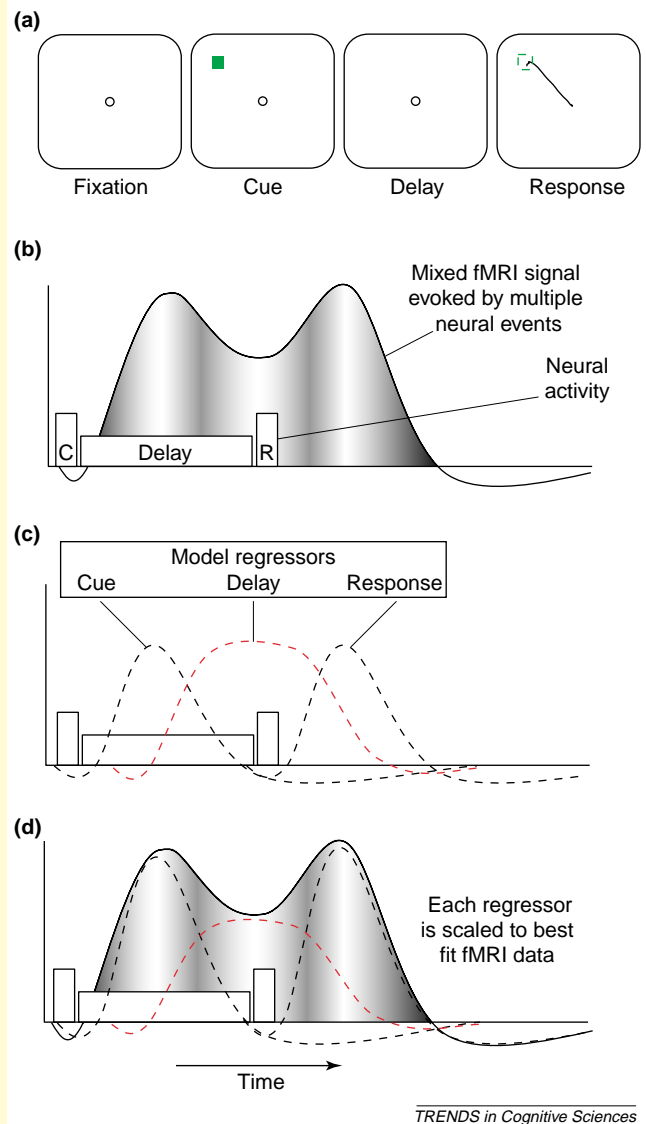 (a)
Fixation
Cue
Delay
Response
(b)
Mixed fMRI signal
evoked by multiple
neural events
Neural
activity
C
Delay
R
(c)
Model regressors
Cue
Delay
Response
(d)
Each regressor
is scaled to best
fit fMRI data
Time
TRENDS in Cognitive Sciences